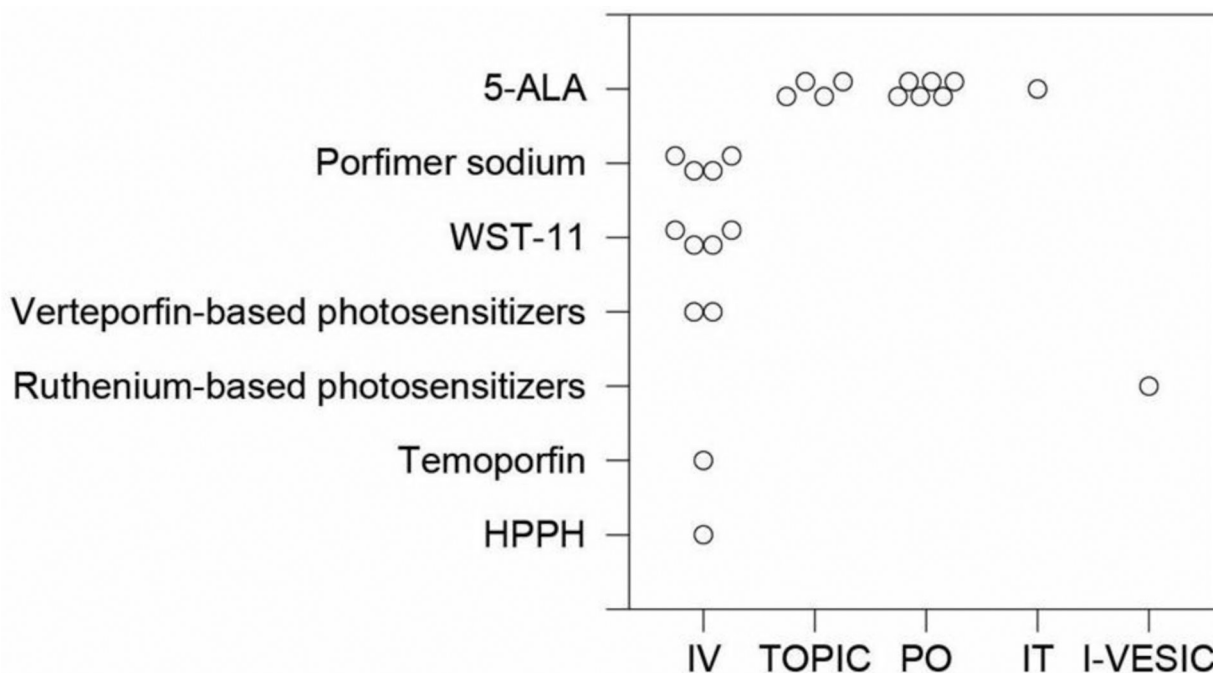 5-ALA
Porfimer sodium
WST-11
Verteporfin-based photosensitizers
Ruthenium-based photosensitizers
Temoporfin
HPPH
IV TOPIC PO IT I-VESIC